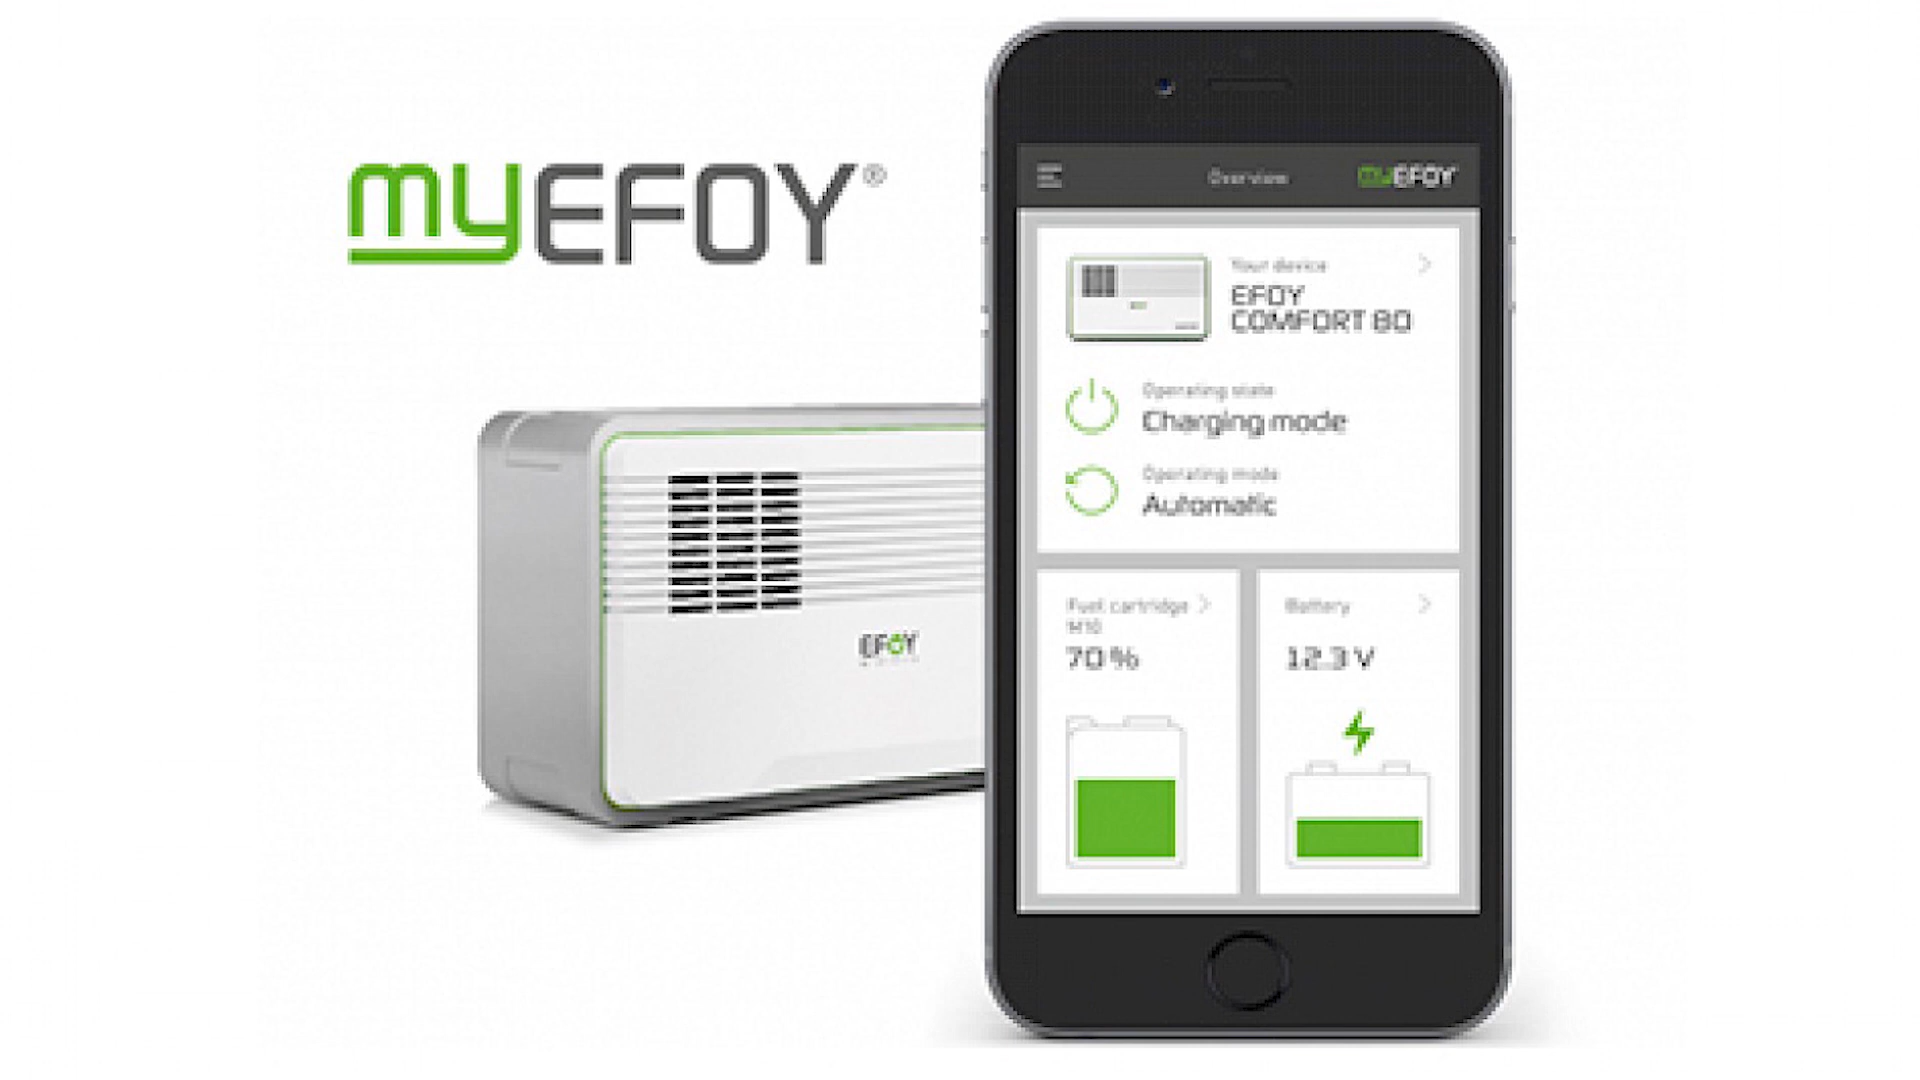 myEFOY®
Overview
myEFOY
Your device
EFOY
COMFORT 80
Operating state
Charging mode
Operating mode
Automatic
Fuel cartridge
M10
70 %
Battery
12.3 V
EFOY